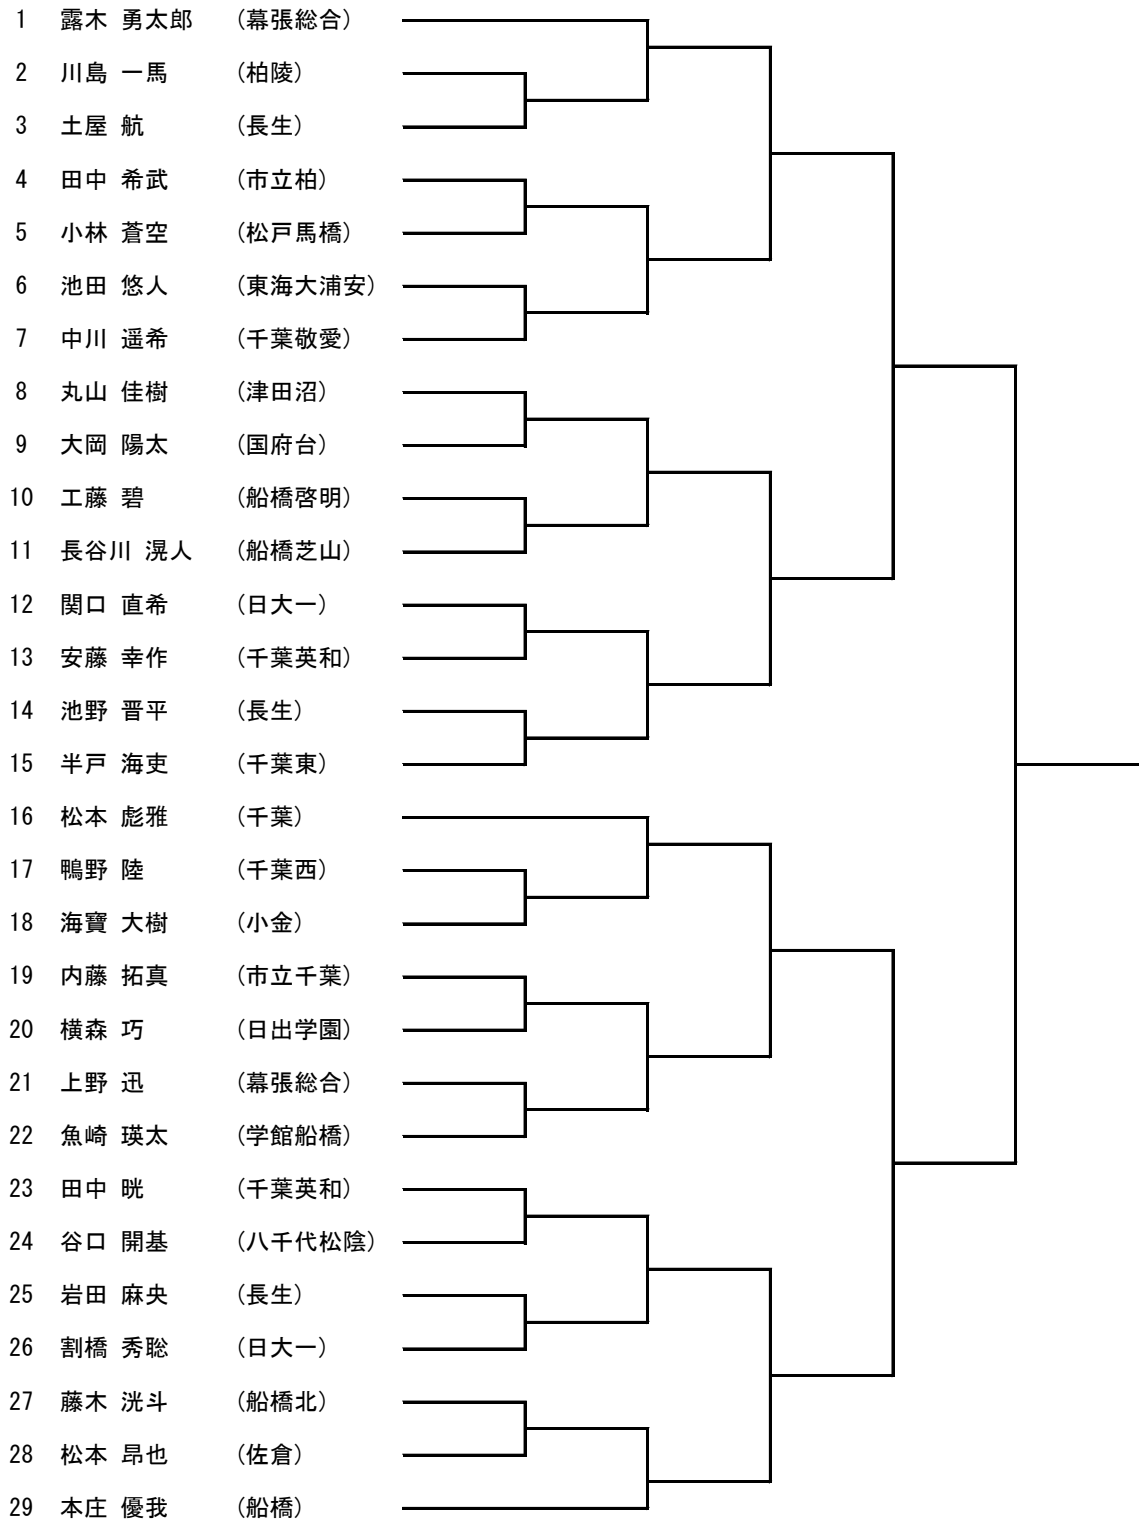 1 露木 勇太郎 (幕張総合)
2 川島 一馬 (柏陵)
3 土屋 航 (長生)
4 田中 希武 (市立柏)
5 小林 蒼空 (松戸馬橋)
6 池田 悠人 (東海大浦安)
7 中川 遥希 (千葉敬愛)
8 丸山 佳樹 (津田沼)
9 大岡 陽太 (国府台)
10 工藤 碧 (船橋啓明)
11 長谷川 滉人 (船橋芝山)
12 関口 直希 (日大一)
13 安藤 幸作 (千葉英和)
14 池野 晋平 (長生)
15 半戸 海吏 (千葉東)
16 松本 彪雅 (千葉)
17 鴨野 陸 (千葉西)
18 海寶 大樹 (小金)
19 内藤 拓真 (市立千葉)
20 横森 巧 (日出学園)
21 上野 迅 (幕張総合)
22 魚崎 瑛太 (学館船橋)
23 田中 晄 (千葉英和)
24 谷口 開基 (八千代松陰)
25 岩田 麻央 (長生)
26 割橋 秀聡 (日大一)
27 藤木 洸斗 (船橋北)
28 松本 昂也 (佐倉)
29 本庄 優我 (船橋)